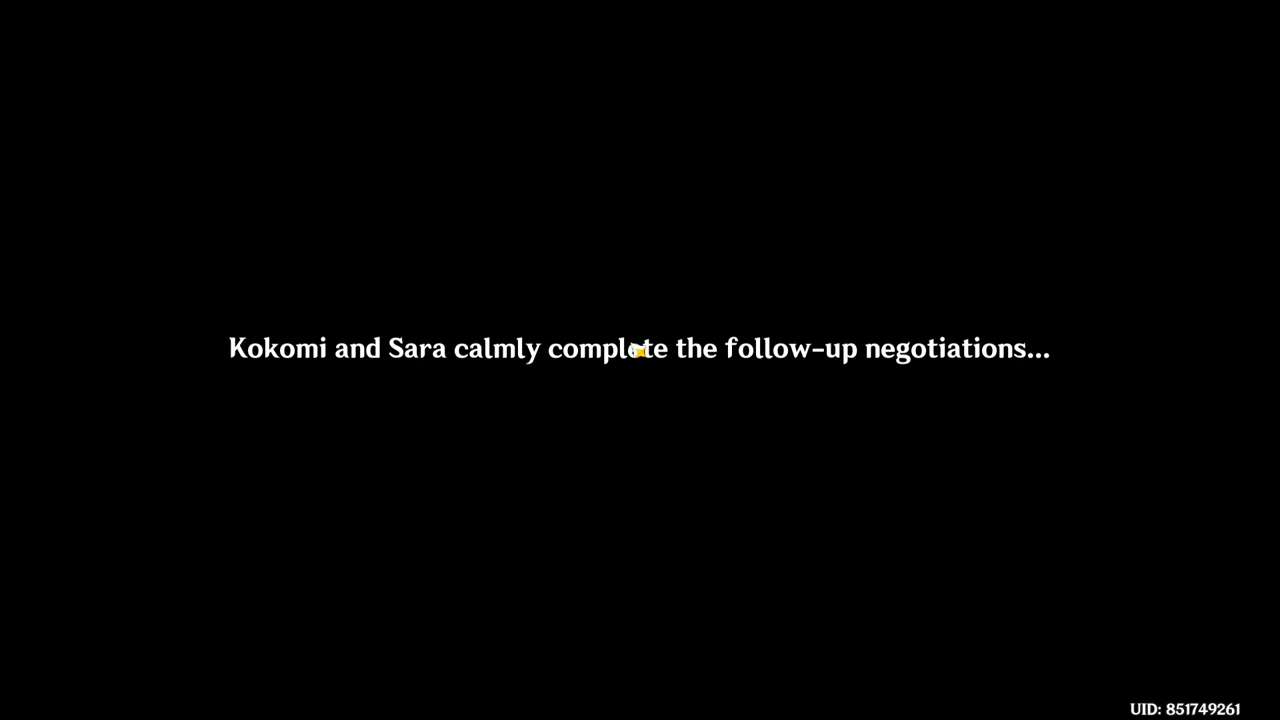 Kokomi and Sara calmly complete the follow-up negotiations...
UID: 851749261